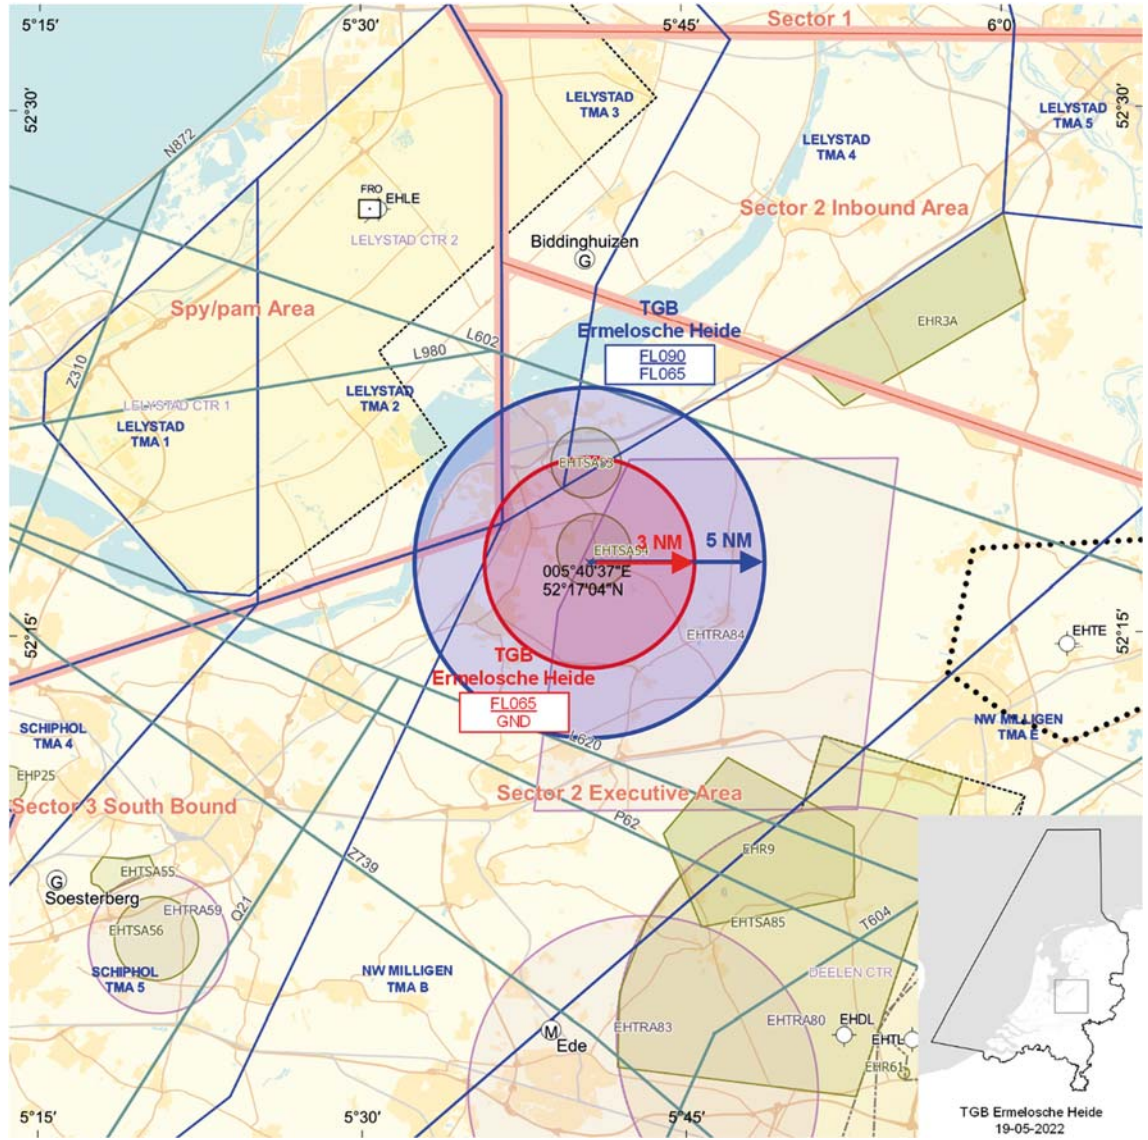 5°15'
5°30'
5°45'
6°0'
Sector 1
52°30'
52°30'
N872
LELYSTAD
TMA 3
LELYSTAD
TMA 4
LELYSTAD
TMA 5
FRO
EHLE
LELYSTAD CTR 2
Sector 2 Inbound Area
Biddinghuizen
G
Spy/pam Area
TGB
Ermelosche Heide
FL090
FL065
EHR3A
L602
L980
Z310
LELYSTAD CTR 1
LELYSTAD
TMA 1
LELYSTAD
TMA 2
EHTSA53
EHTSA54
3 NM
5 NM
005°40'37"E
52°17'04"N
EHTRA84
52°15'
52°15'
EHTE
TGB
Ermelosche Heide
FL065
GND
L620
SCHIPHOL
TMA 4
NW MILLIGEN
TMA E
EHP25
Sector 3 South Bound
Sector 2 Executive Area
P62
Z739
EHR9
G
Soesterberg
EHTSA55
EHTRA59
EHTSA56
Q21
EHTSA85
T604
SCHIPHOL
TMA 5
NW MILLIGEN
TMA B
DEELEN CTR
M
Ede
EHTRA83
EHTRA80
EHDL
EHTL
EHR61
5°15'
5°30'
5°45'
TGB Ermelosche Heide
19-05-2022